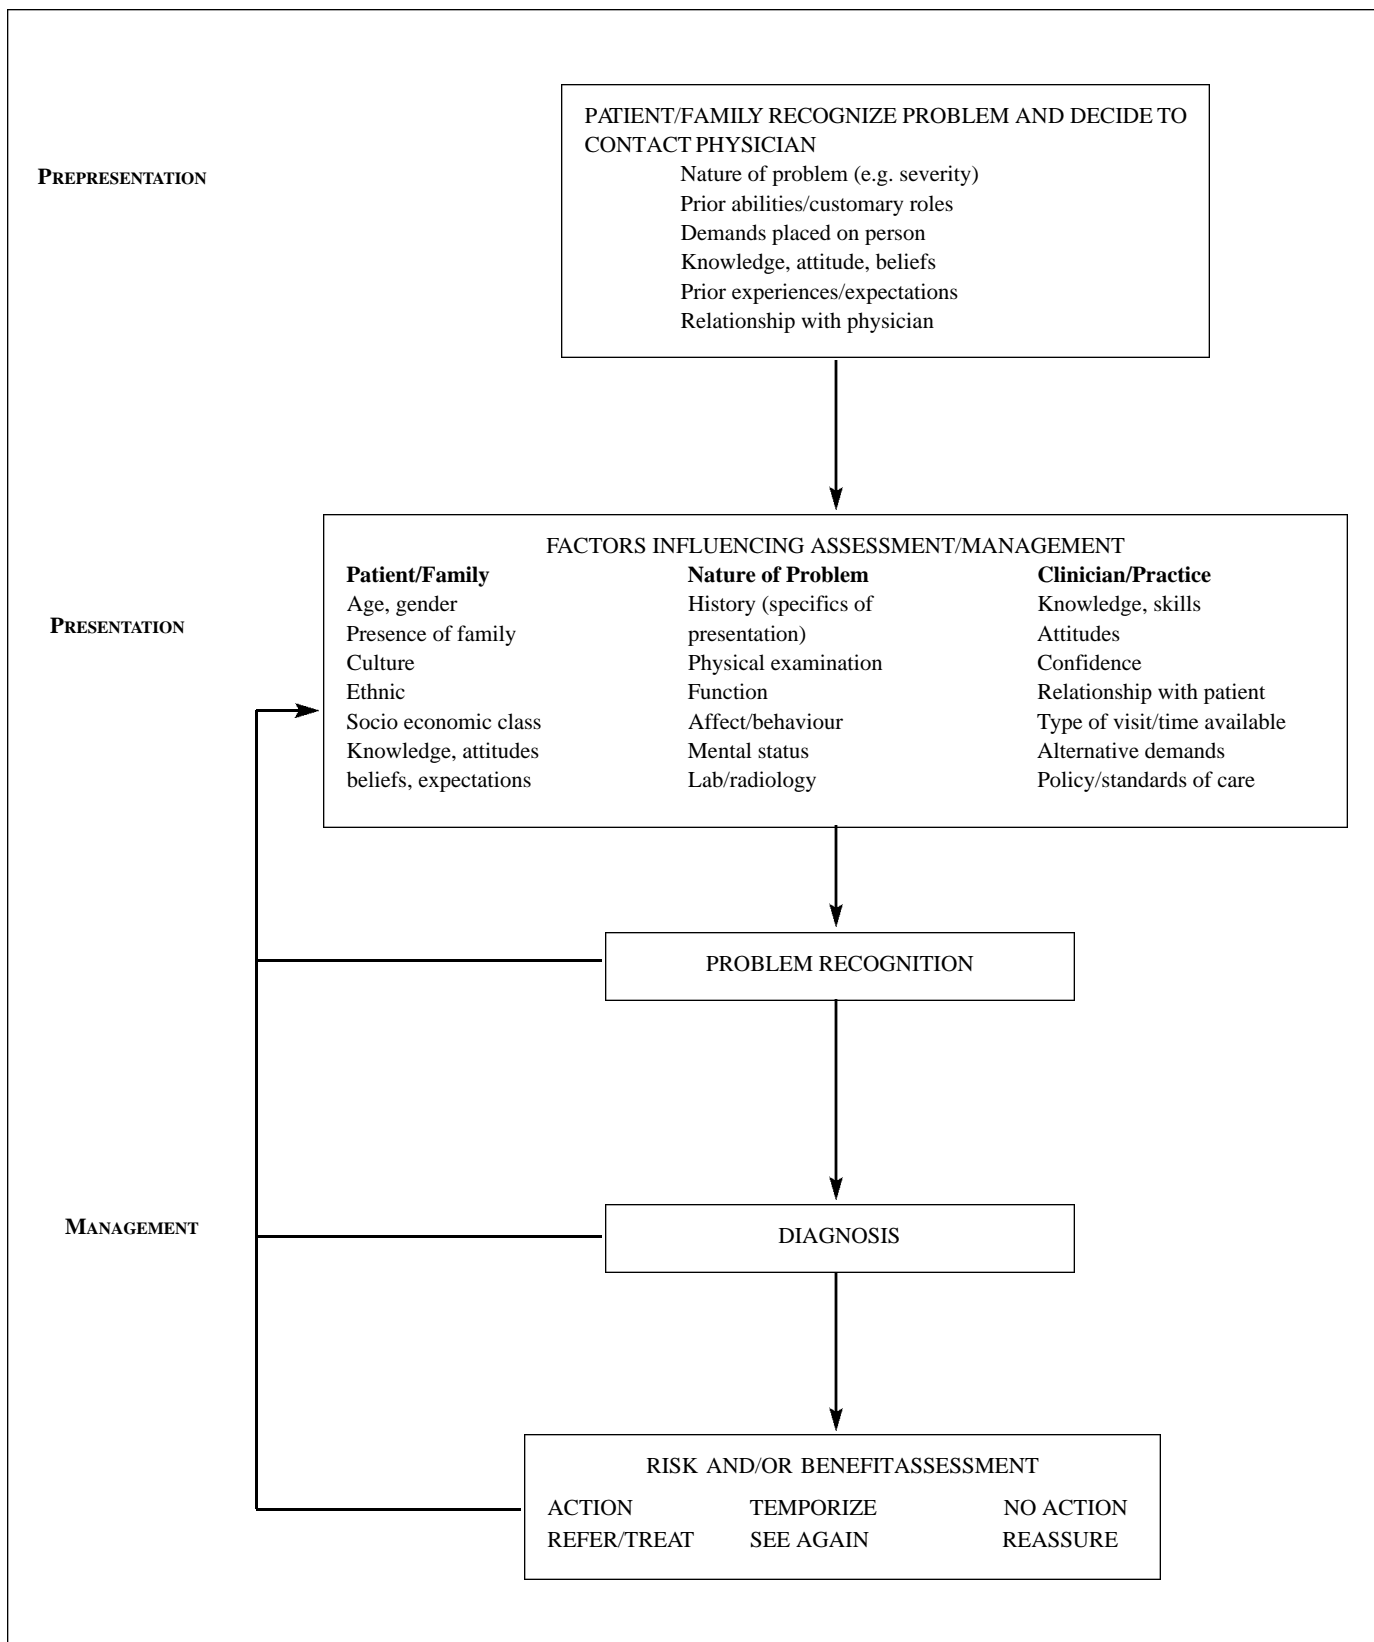 PREPRESENTATION
PATIENT/FAMILY RECOGNIZE PROBLEM AND DECIDE TO
CONTACT PHYSICIAN
Nature of problem (e.g. severity)
Prior abilities/customary roles
Demands placed on person
Knowledge, attitude, beliefs
Prior experiences/expectations
Relationship with physician
PRESENTATION
FACTORS INFLUENCING ASSESSMENT/MANAGEMENT
Patient/Family
Age, gender
Presence of family
Culture
Ethnic
Socio economic class
Knowledge, attitudes
beliefs, expectations
Nature of Problem
History (specifics of
presentation)
Physical examination
Function
Affect/behaviour
Mental status
Lab/radiology
Clinician/Practice
Knowledge, skills
Attitudes
Confidence
Relationship with patient
Type of visit/time available
Alternative demands
Policy/standards of care
PROBLEM RECOGNITION
MANAGEMENT
DIAGNOSIS
RISK AND/OR BENEFITASSESSMENT
ACTION TEMPORIZE NO ACTION
REFER/TREAT SEE AGAIN REASSURE